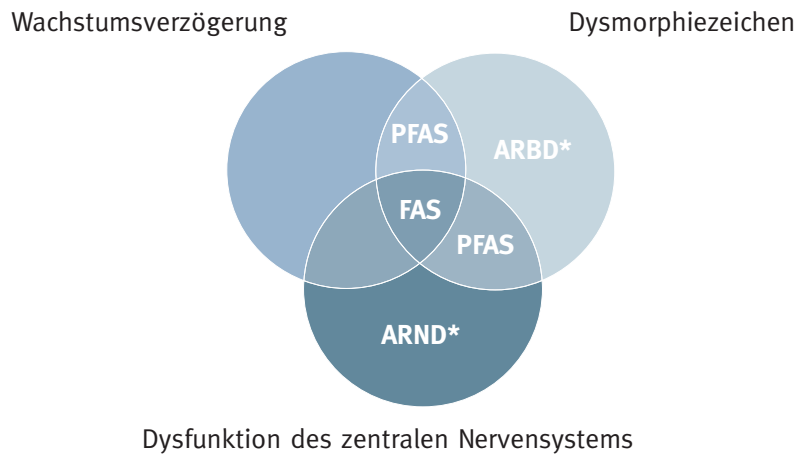 Wachstumsverzögerung
Dysmorphiezeichen
PFAS
ARBD*
FAS
PFAS
ARND*
Dysfunktion des zentralen Nervensystems